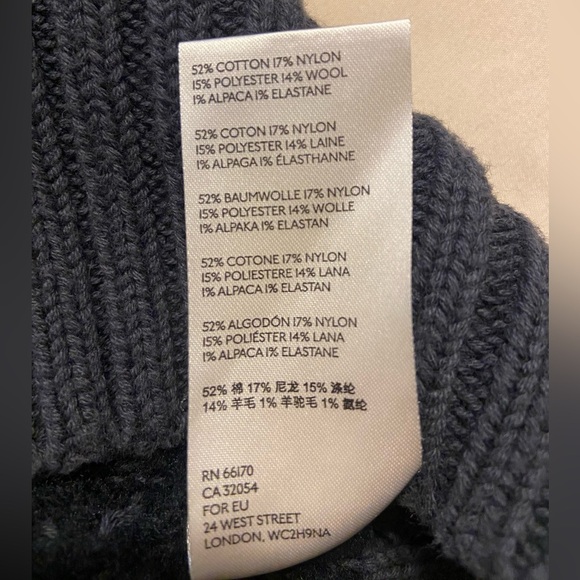 52% COTTON 17% NYLON
15% POLYESTER 14% WOOL
1% ALPACA 1% ELASTANE
52% COTON 17% NYLON
15% POLYESTER 14% LAINE
1% ALPAGA 1% ÉLASTHANNE
52% BAUMWOLLE 17% NYLON
15% POLYESTER 14% WOLLE
1% ALPAKA 1% ELASTAN
52% COTONE 17% NYLON
15% POLIESTERE 14% LANA
1% ALPACA 1% ELASTAN
52% ALGODÓN 17% NYLON
15% POLIÉSTER 14% LANA
1% ALPACA 1% ELASTANE
52% 棉 17% 尼龙 15% 涤纶
14% 羊毛 1% 羊驼毛 1% 氨纶
RN 66170
CA 32054
FOR EU
24 WEST STREET
LONDON, WC2H9NA